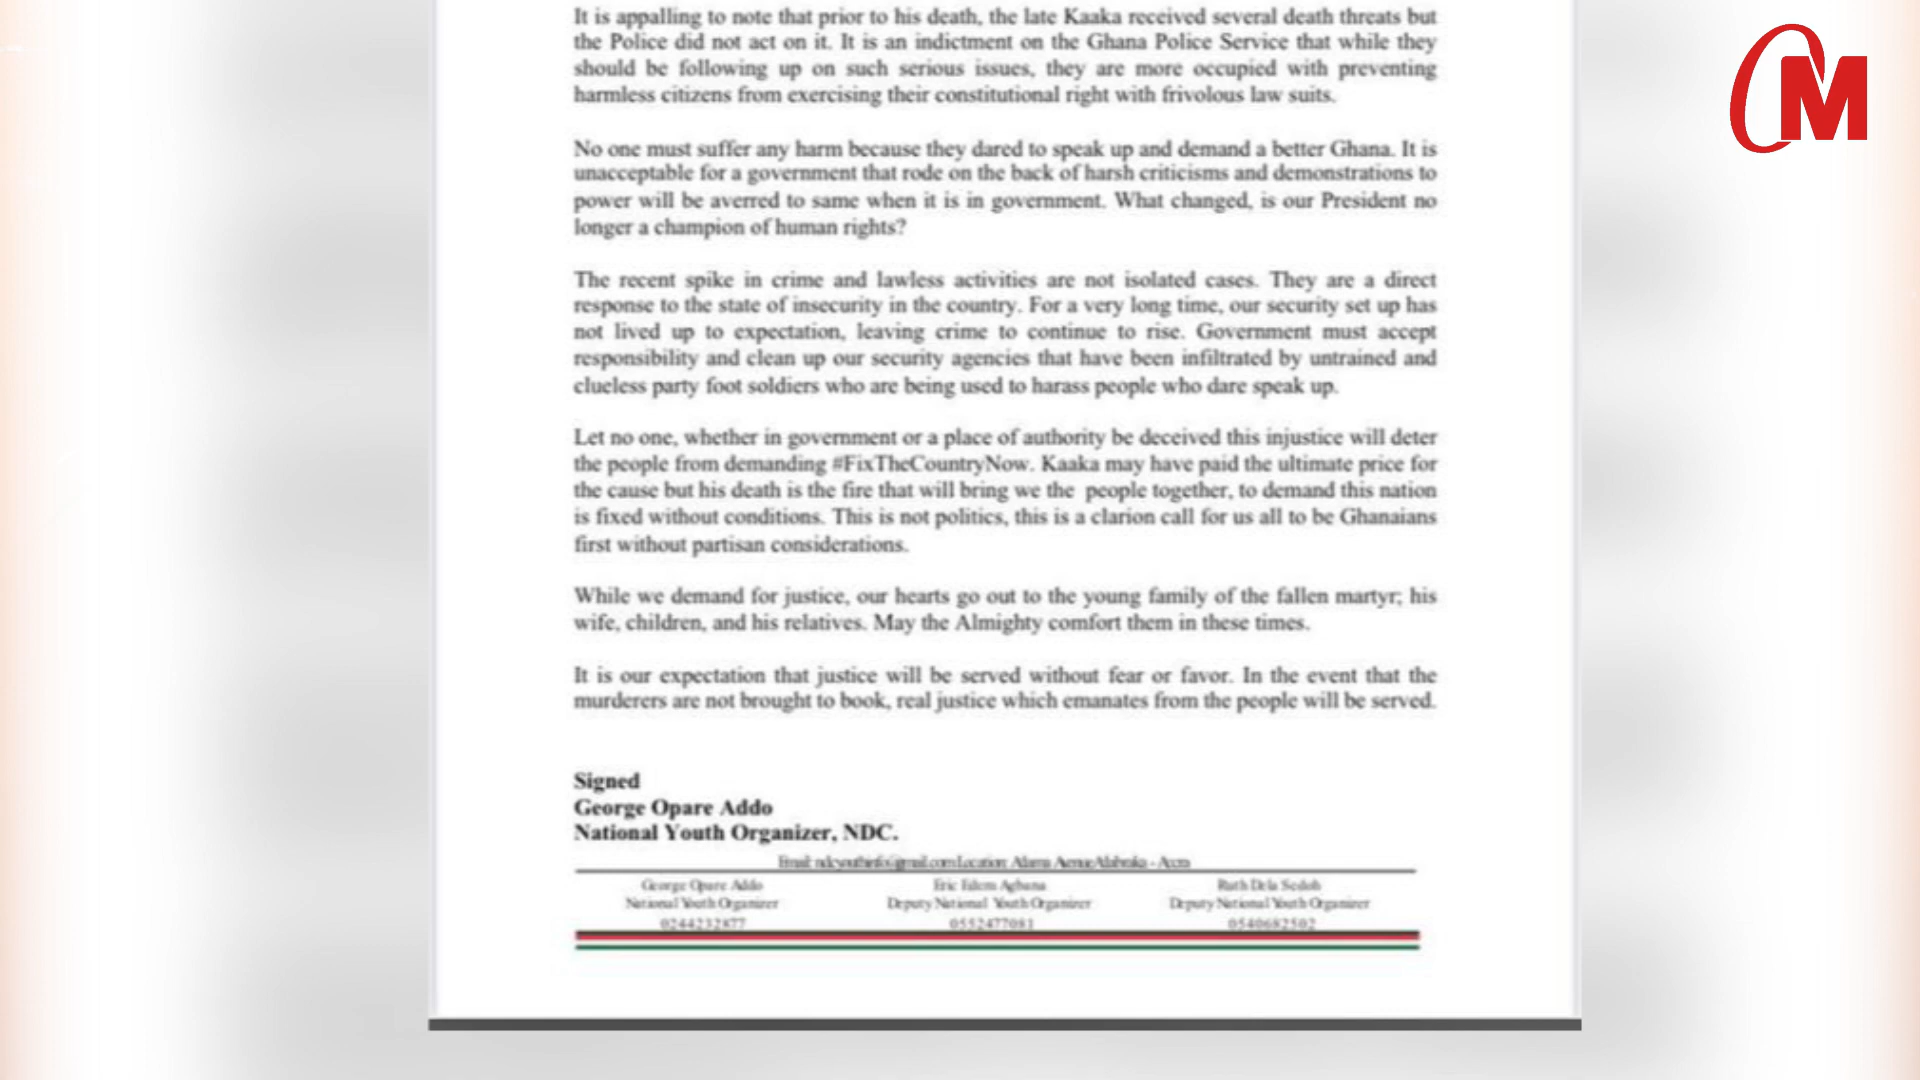 It is appalling to note that prior to his death, the late Kaaka received several death threats but
the Police did not act on it. It is an indictment on the Ghana Police Service that while they
should be following up on such serious issues, they are more occupied with preventing
harmless citizens from exercising their constitutional right with frivolous law suits.
No one must suffer any harm because they dared to speak up and demand a better Ghana. It is
unacceptable for a government that rode on the back of harsh criticisms and demonstrations to
power will be averred to same when it is in government. What changed, is our President no
longer a champion of human rights?
The recent spike in crime and lawless activities are not isolated cases. They are a direct
response to the state of insecurity in the country. For a very long time, our security set up has
not lived up to expectation, leaving crime to continue to rise. Government must accept
responsibility and clean up our security agencies that have been infiltrated by untrained and
clueless party foot soldiers who are being used to harass people who dare speak up.
Let no one, whether in government or a place of authority be deceived this injustice will deter
the people from demanding #FixTheCountryNow. Kaaka may have paid the ultimate price for
the cause but his death is the fire that will bring we the people together, to demand this nation
is fixed without conditions. This is not politics, this is a clarion call for us all to be Ghanaians
first without partisan considerations.
While we demand for justice, our hearts go out to the young family of the fallen martyr; his
wife, children, and his relatives. May the Almighty comfort them in these times.
It is our expectation that justice will be served without fear or favor. In the event that the
murderers are not brought to book, real justice which emanates from the people will be served.
Signed
George Opare Addo
National Youth Organizer, NDC.
Email: Location: - Accra
George Opare Addo Eric Edem Agbana Ruth Dela Seddoh
National Youth Organizer Deputy National Youth Organizer Deputy National Youth Organizer
0244232877 0552477081 0540682502
M